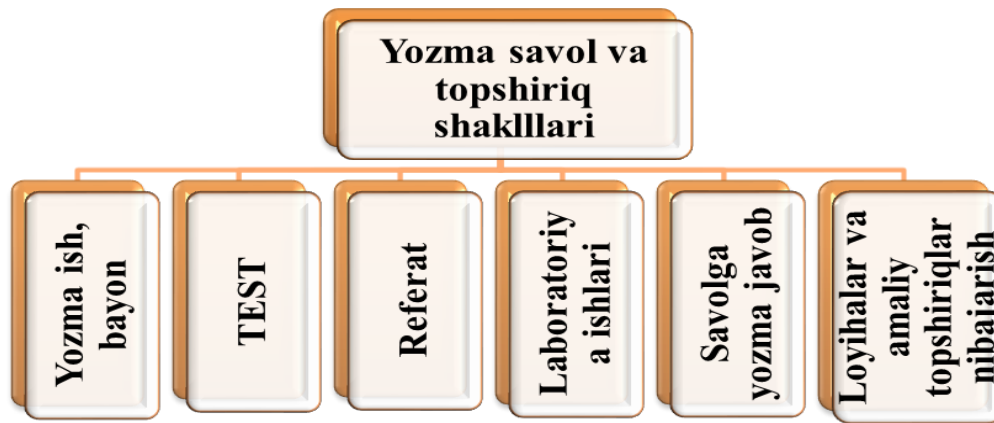 Yozma savol va
topshiriq
shaklllari
Yozma ish,
bayon
TEST
Referat
Laboratoriy
a ishlari
Savolga
yozma javob
Loyihalar va
amaliy
topshiriqlar
nibajarish